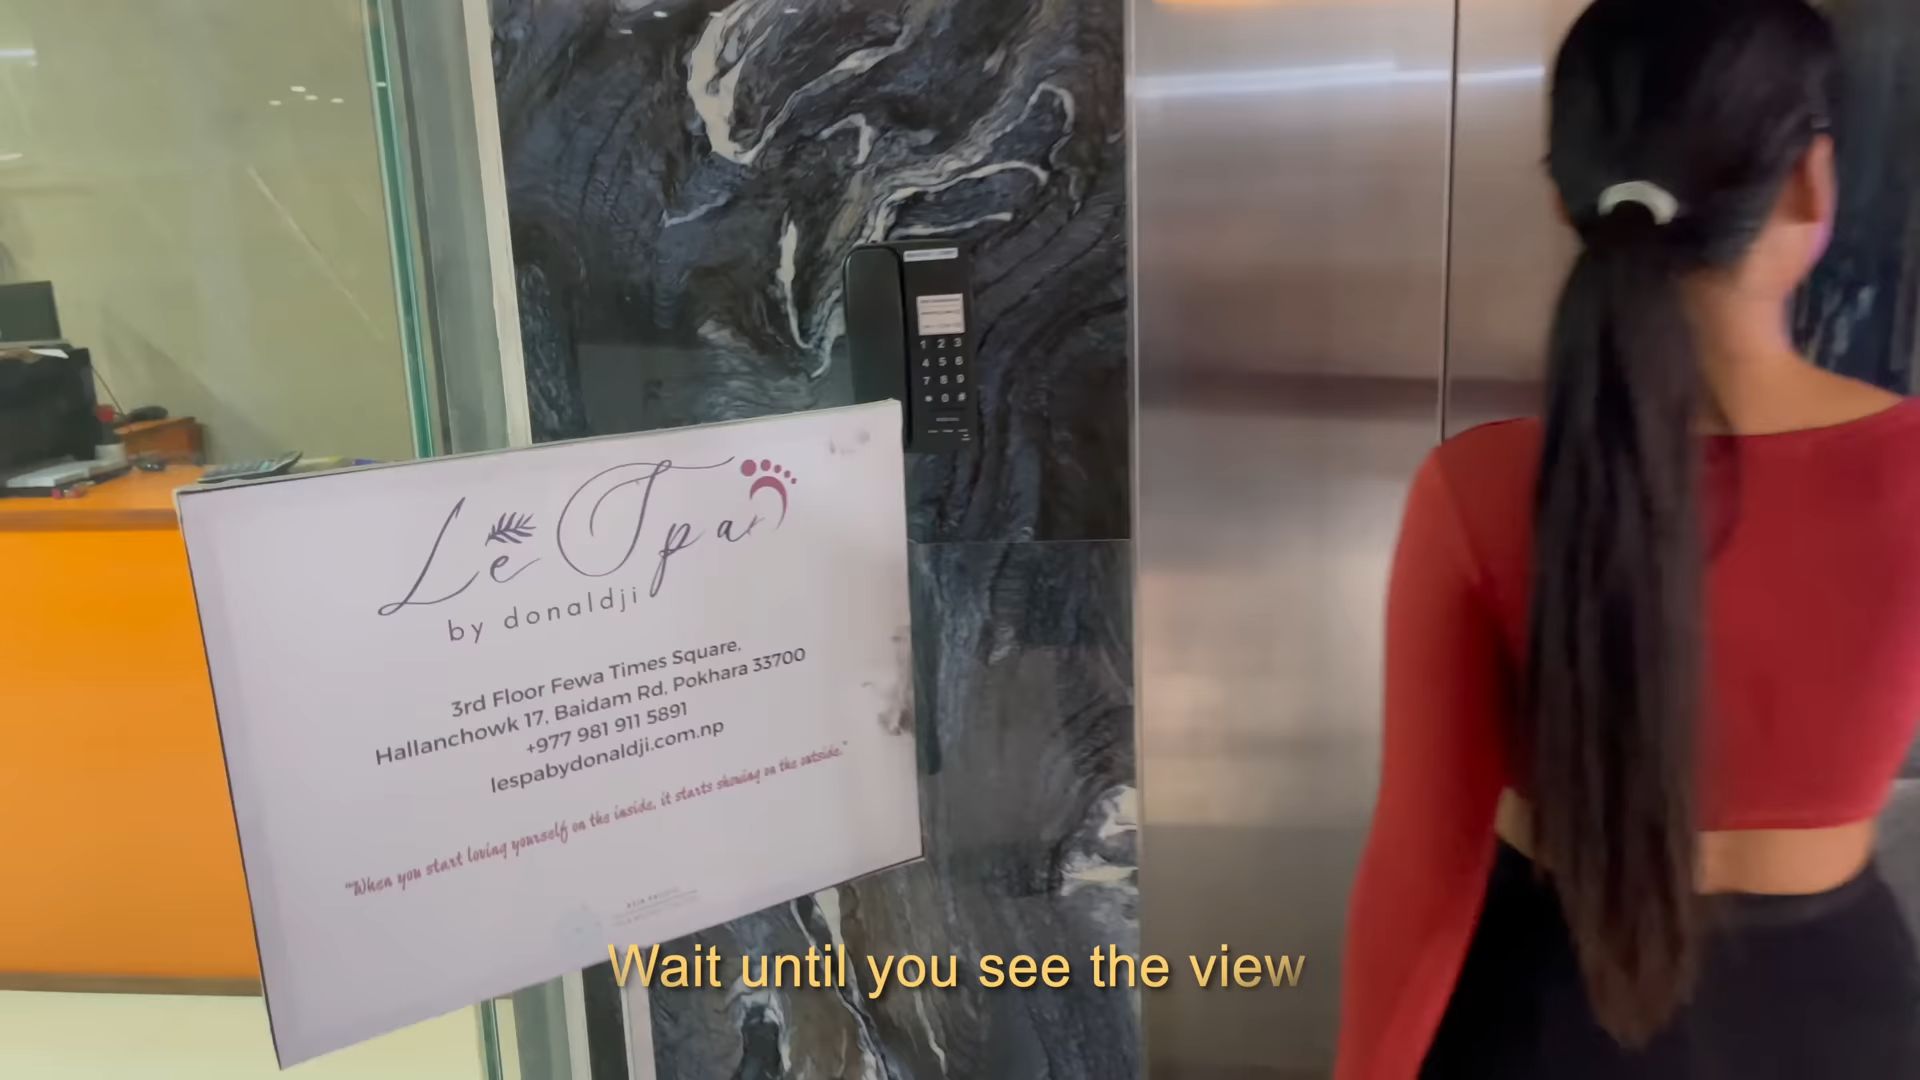 Le Spa
by donaldji
3rd Floor Fewa Times Square,
Hallanchowk 17, Baidam Rd, Pokhara 33700
+977 981 911 5891
lespabydonaldji.com.np
"When you start loving yourself on the inside, it starts showing on the outside."
1 2 3
4 5 6
7 8 9
* 0 #
Wait until you see the view